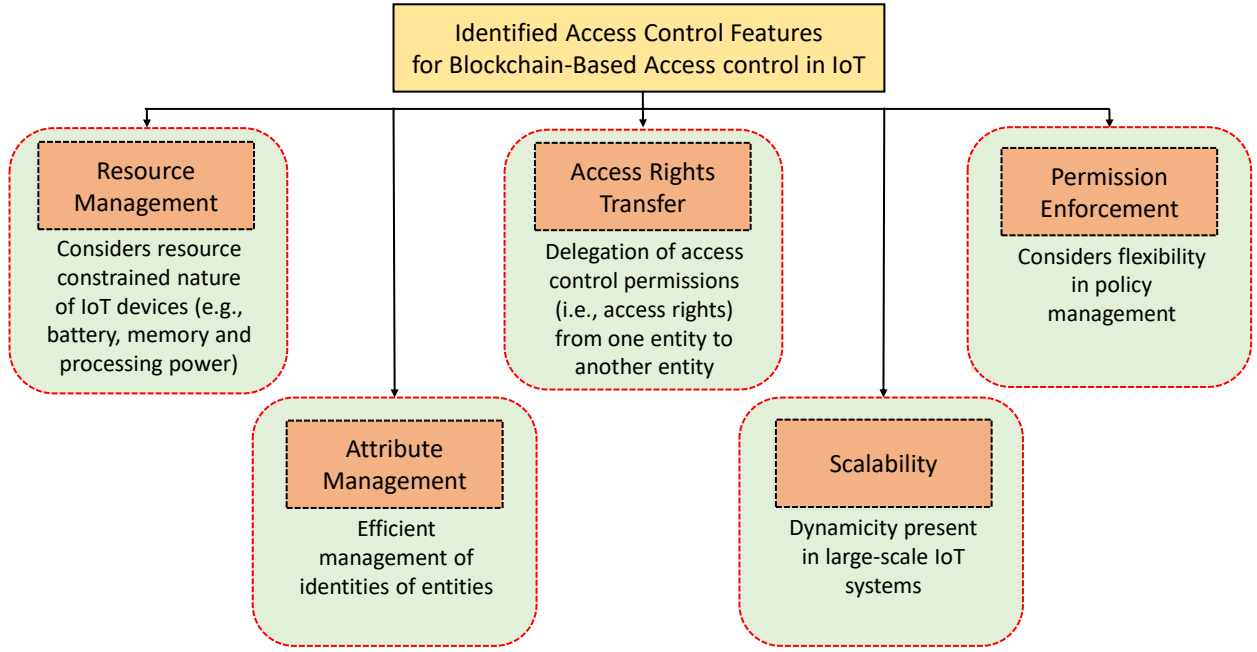 Identified Access Control Features
for Blockchain-Based Access control in IoT
Resource
Management
Considers resource
constrained nature
of IoT devices (e.g.,
battery, memory and
processing power)
Access Rights
Transfer
Delegation of access
control permissions
(i.e., access rights)
from one entity to
another entity
Permission
Enforcement
Considers flexibility
in policy
management
Attribute
Management
Efficient
management of
identities of entities
Scalability
Dynamicity present
in large-scale IoT
systems